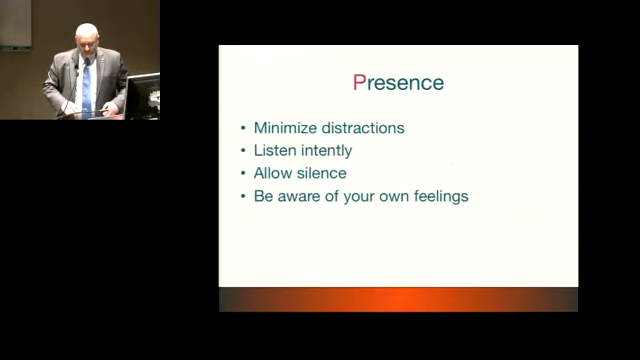 Presence
• Minimize distractions
• Listen intently
• Allow silence
• Be aware of your own feelings